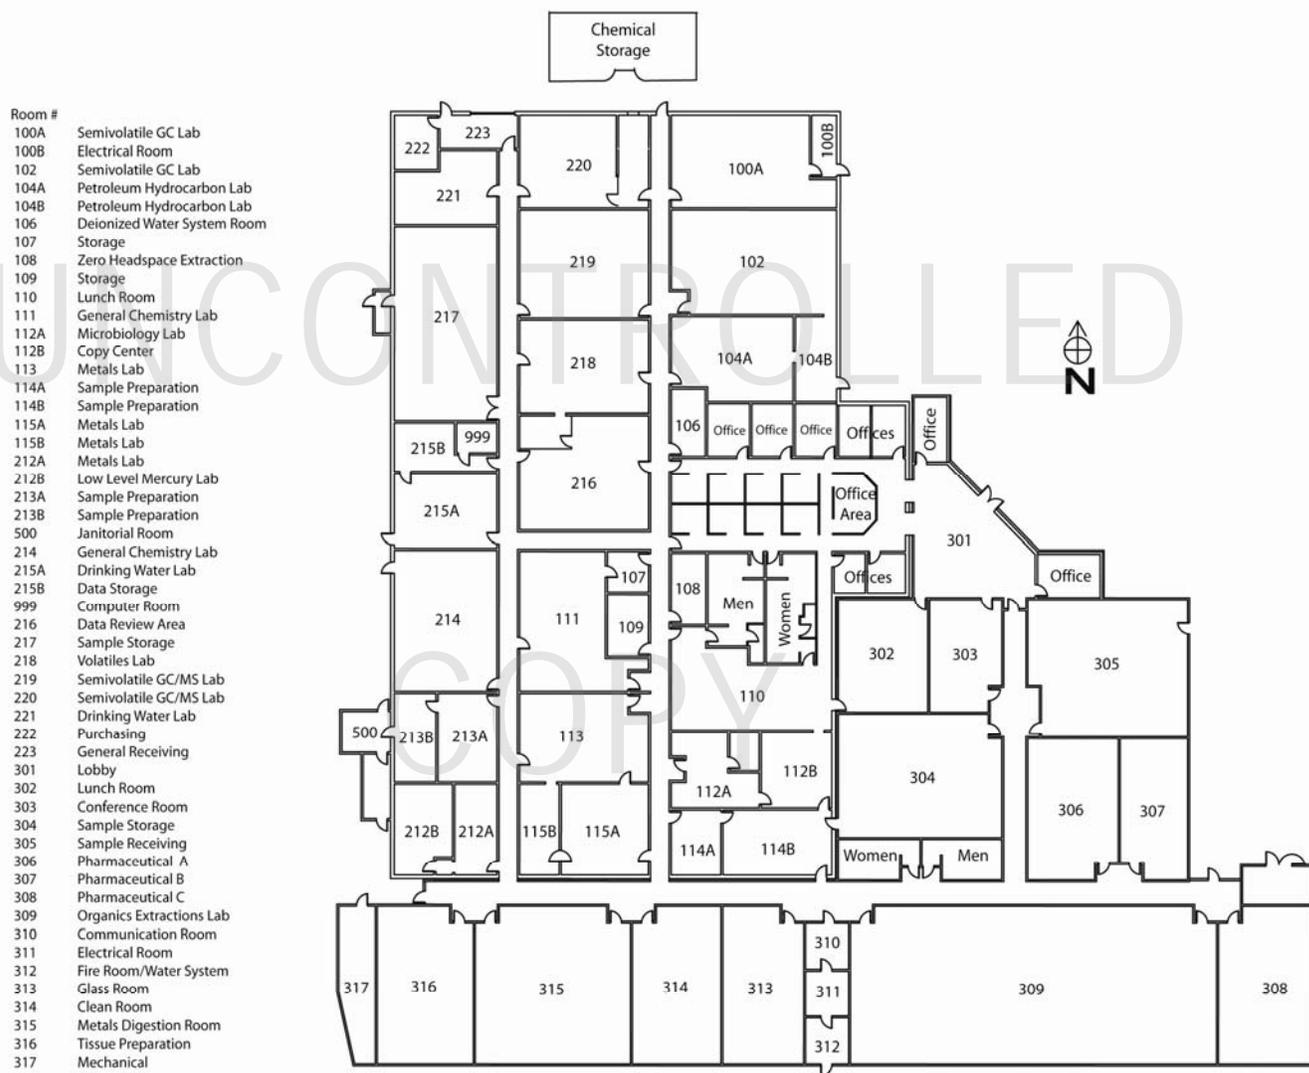 Chemical
Storage
Room #
100A Semivolatile GC Lab
100B Electrical Room
102 Semivolatile GC Lab
104A Petroleum Hydrocarbon Lab
104B Petroleum Hydrocarbon Lab
106 Deionized Water System Room
107 Storage
108 Zero Headspace Extraction
109 Storage
110 Lunch Room
111 General Chemistry Lab
112A Microbiology Lab
112B Copy Center
113 Metals Lab
114A Sample Preparation
114B Sample Preparation
115A Metals Lab
115B Metals Lab
212A Metals Lab
212B Low Level Mercury Lab
213A Sample Preparation
213B Sample Preparation
500 Janitorial Room
214 General Chemistry Lab
215A Drinking Water Lab
215B Data Storage
999 Computer Room
216 Data Review Area
217 Sample Storage
218 Volatiles Lab
219 Semivolatile GC/MS Lab
220 Semivolatile GC/MS Lab
221 Drinking Water Lab
222 Purchasing
223 General Receiving
301 Lobby
302 Lunch Room
303 Conference Room
304 Sample Storage
305 Sample Receiving
306 Pharmaceutical A
307 Pharmaceutical B
308 Pharmaceutical C
309 Organics Extractions Lab
310 Communication Room
311 Electrical Room
312 Fire Room/Water System
313 Glass Room
314 Clean Room
315 Metals Digestion Room
316 Tissue Preparation
317 Mechanical
222
223
220
100A
100B
221
219
102
217
218
104A
104B
N
106
Office
Office
Office
Offices
Office
215B
999
216
Office
Area
215A
301
107
108
Men
Women
Offices
Office
214
111
109
302
303
305
110
500
213B
213A
113
112A
112B
304
306
307
212B
212A
115B
115A
114A
114B
Women
Men
317
316
315
314
313
310
311
312
309
308
UNCONTROLLED
COPY